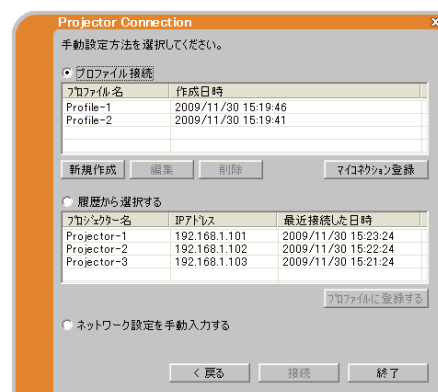 Projector Connection x
手動設定方法を選択してください。
プロファイル接続
プロファイル名 作成日時
Profile-1 2009/11/30 15:19:46
Profile-2 2009/11/30 15:19:41
新規作成 編集 削除 マイコネクション登録
履歴から選択する
プロジェクター名 IPアドレス 最近接続した日時
Projector-1 192.168.1.101 2009/11/30 15:23:24
Projector-2 192.168.1.102 2009/11/30 15:22:24
Projector-3 192.168.1.103 2009/11/30 15:21:24
プロファイルに登録する
ネットワーク設定を手動入力する
< 戻る 接続 終了